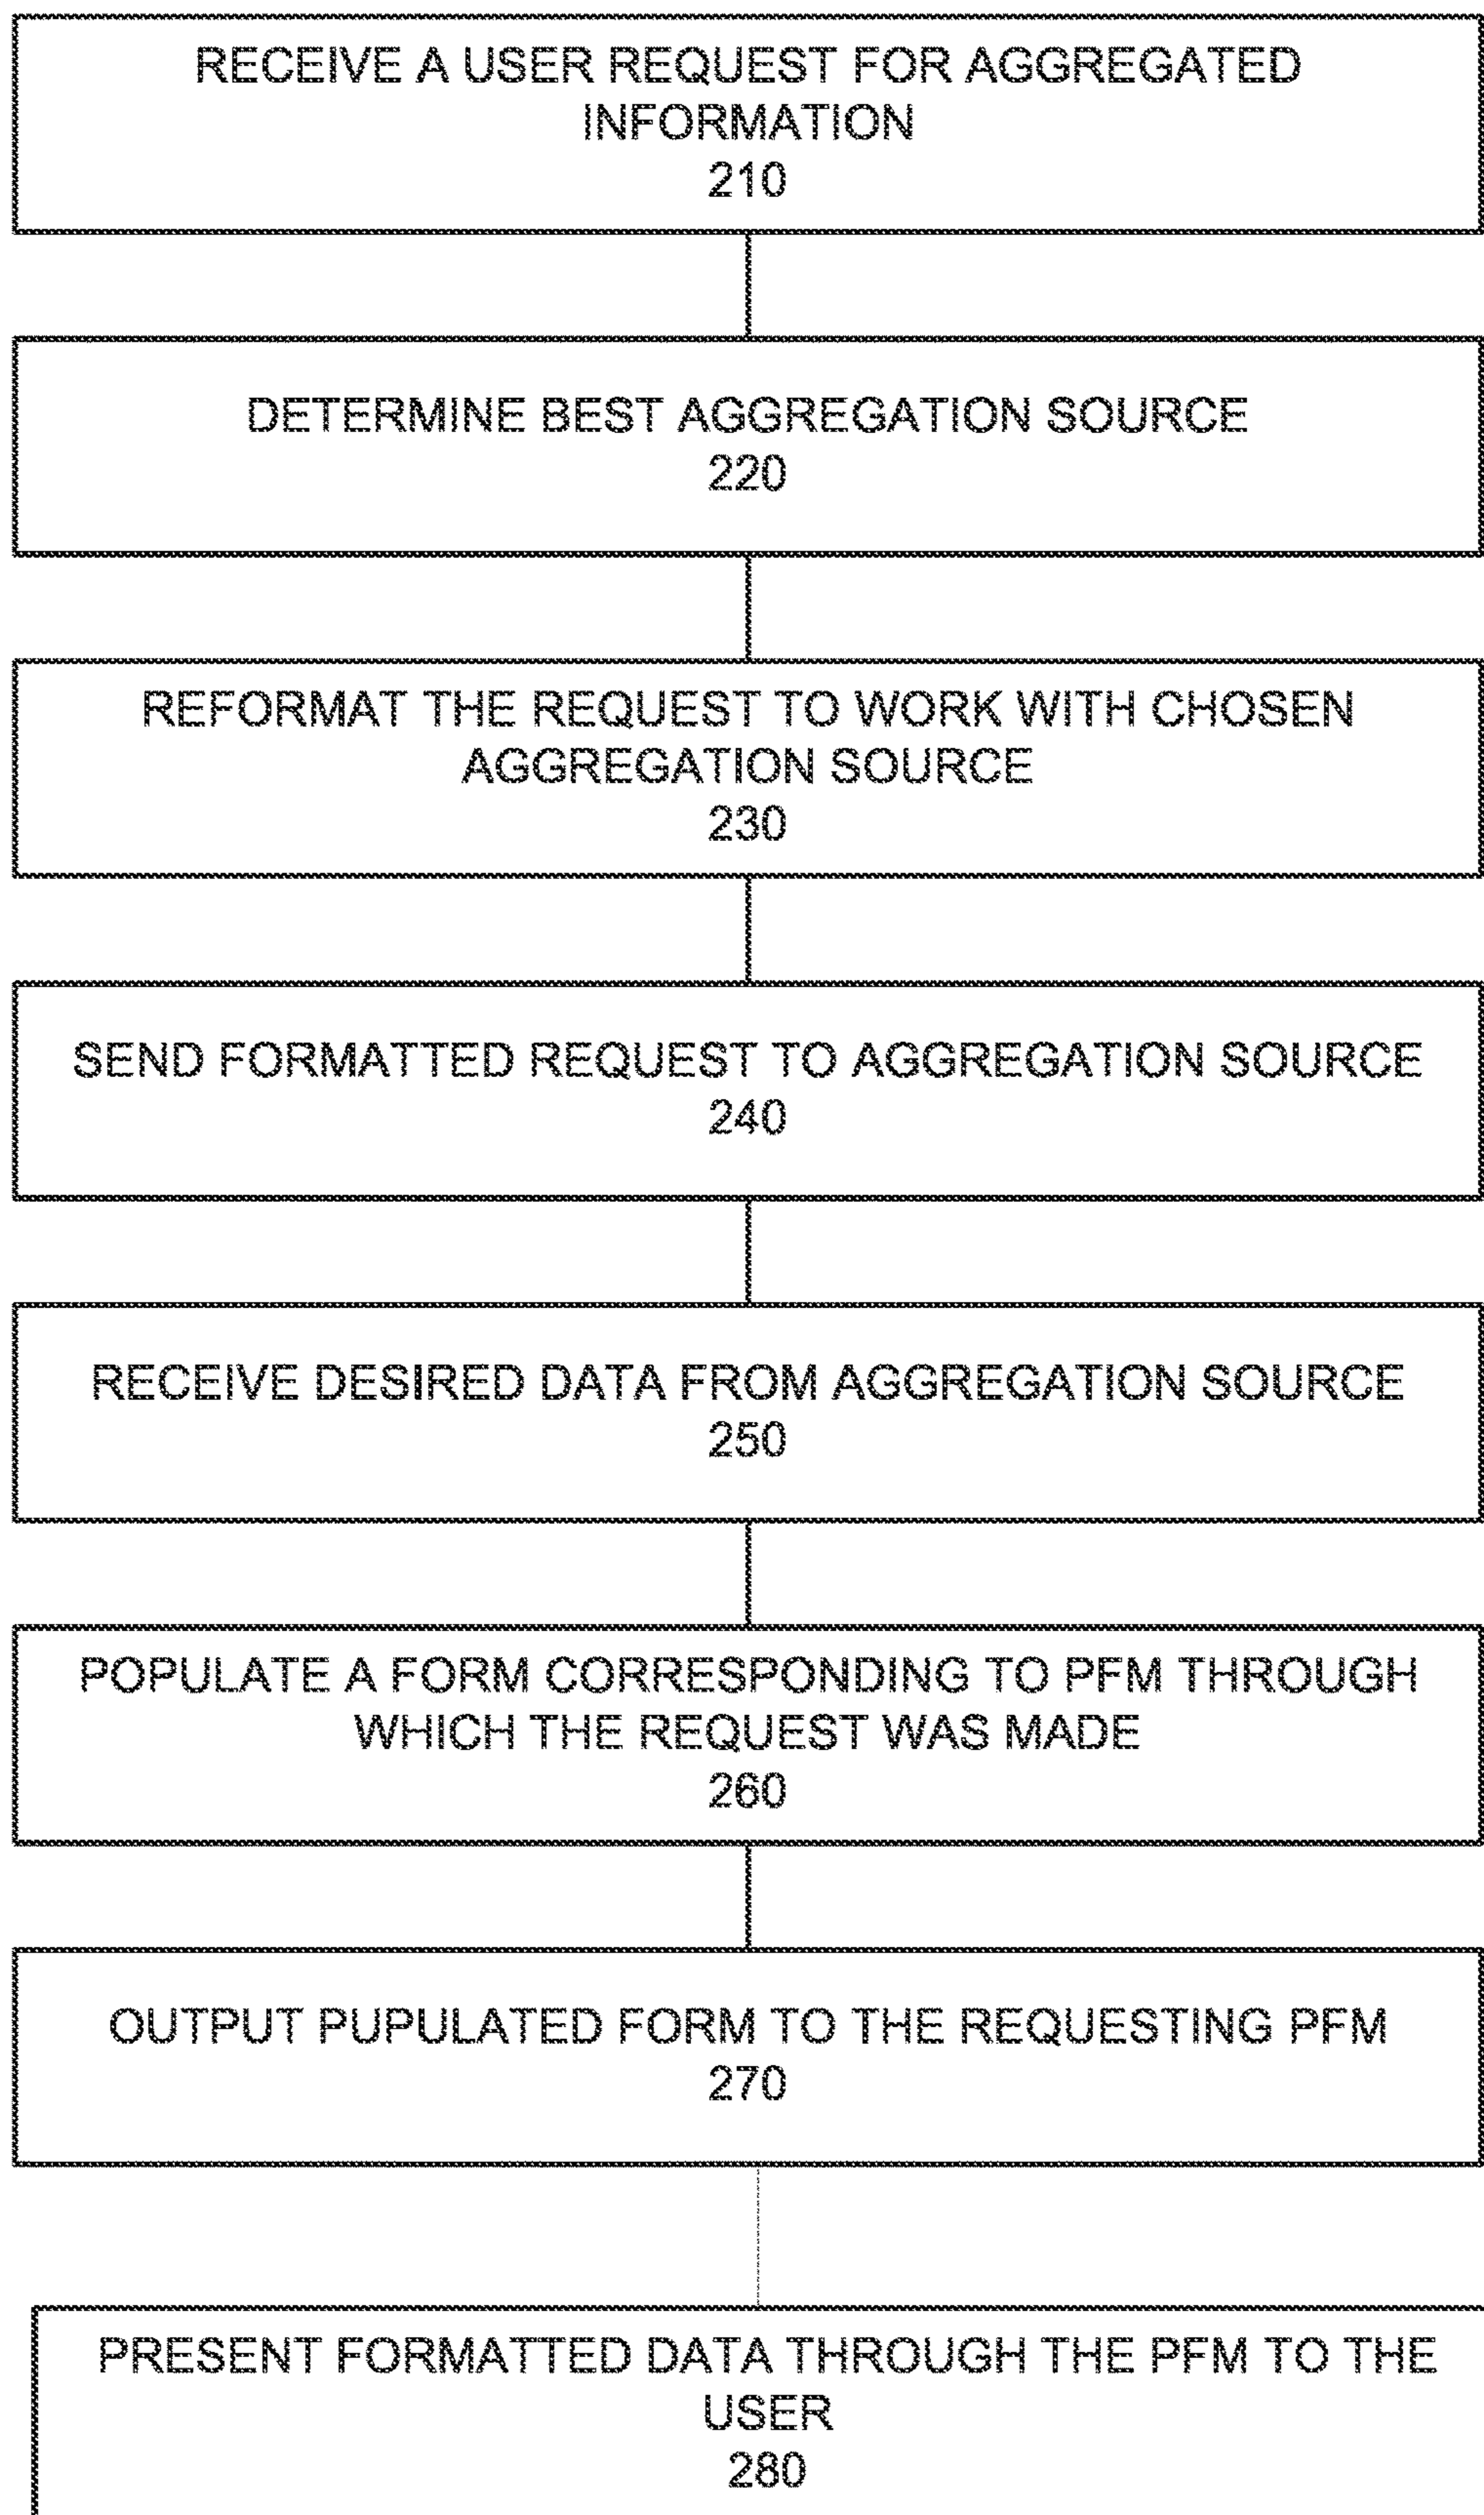 RECEIVE A USER REQUEST FOR AGGREGATED
INFORMATION
210
DETERMINE BEST AGGREGATION SOURCE
220
REFORMAT THE REQUEST TO WORK WITH CHOSEN
AGGREGATION SOURCE
230
SEND FORMATTED REQUEST TO AGGREGATION SOURCE
240
RECEIVE DESIRED DATA FROM AGGREGATION SOURCE
250
POPULATE A FORM CORRESPONDING TO PFM THROUGH
WHICH THE REQUEST WAS MADE
260
OUTPUT PUPULATED FORM TO THE REQUESTING PFM
270
PRESENT FORMATTED DATA THROUGH THE PFM TO THE
USER
280